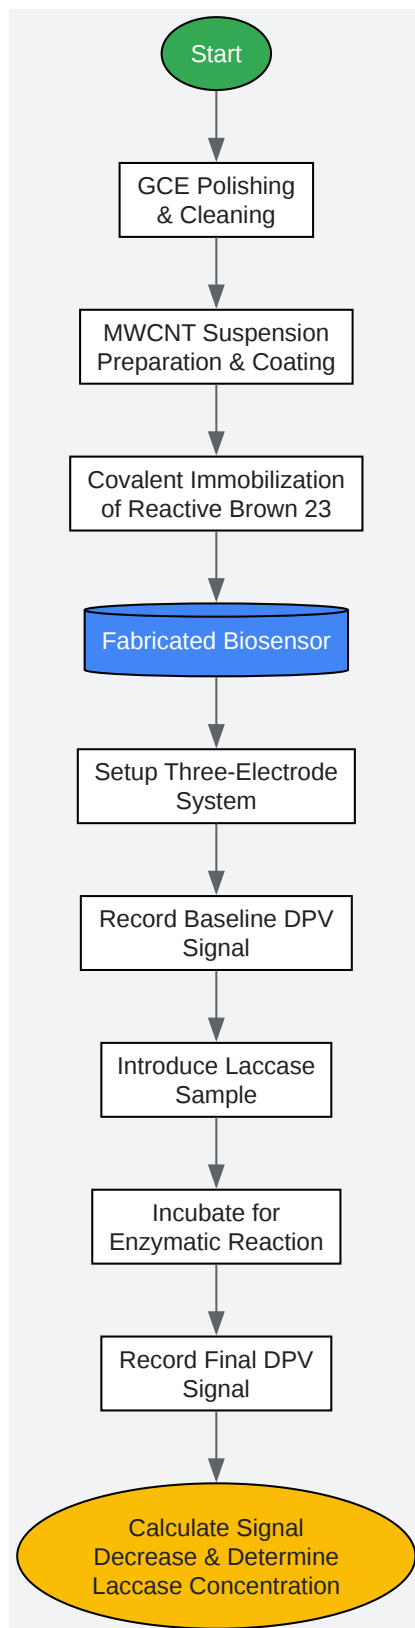 Start
GCE Polishing
& Cleaning
MWCNT Suspension
Preparation & Coating
Covalent Immobilization
of Reactive Brown 23
Fabricated Biosensor
Setup Three-Electrode
System
Record Baseline DPV
Signal
Introduce Laccase
Sample
Incubate for
Enzymatic Reaction
Record Final DPV
Signal
Calculate Signal
Decrease & Determine
Laccase Concentration